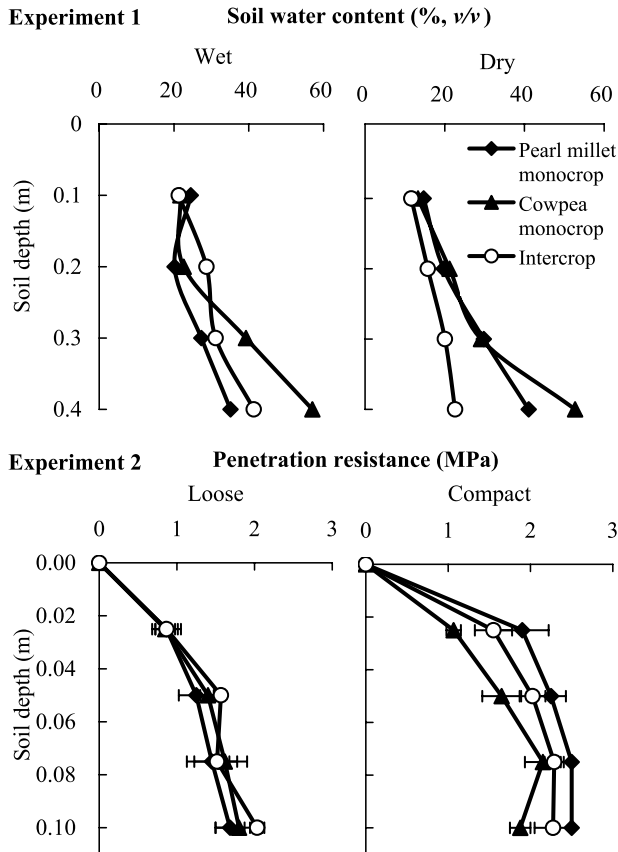 Experiment 1 Soil water content (%, v/v)
Wet Dry
0 20 40 60 0 20 40 60
0
0.1
0.2
0.3
0.4
Soil depth (m)
Pearl millet
monocrop
Cowpea
monocrop
Intercrop
Experiment 2 Penetration resistance (MPa)
Loose Compact
0 1 2 3 0 1 2 3
0.00
0.02
0.04
0.06
0.08
0.10
Soil depth (m)